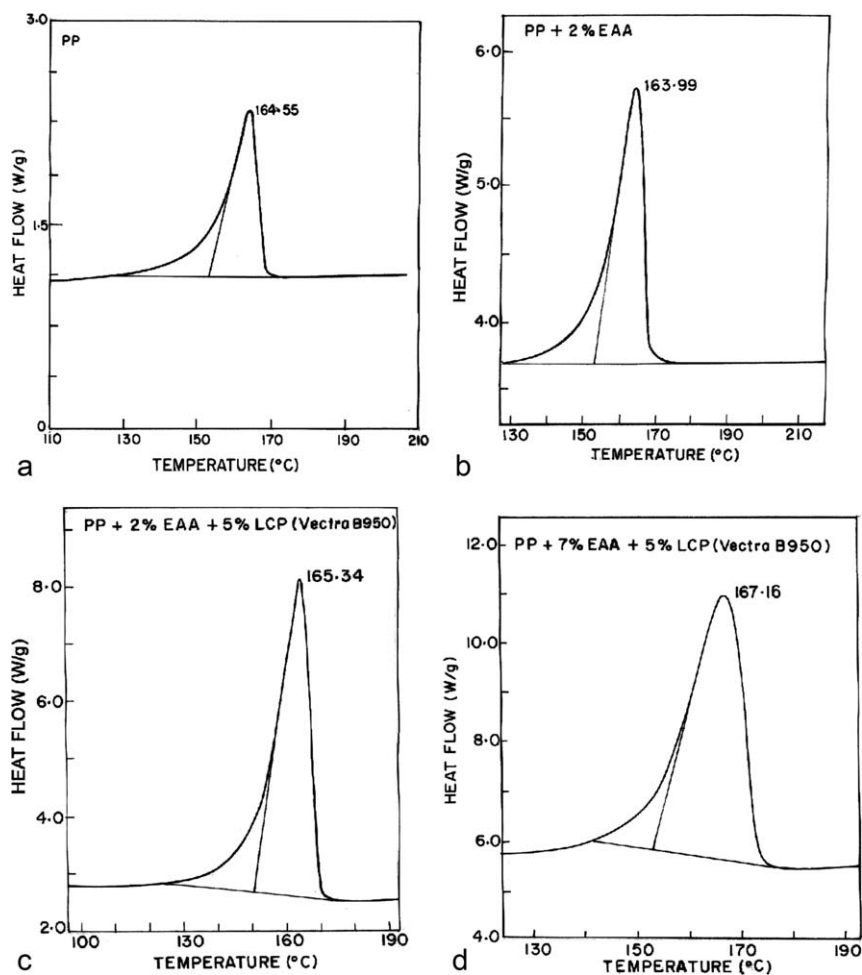 3.0
PP
164.55
1.5
HEAT FLOW (W/g)
0
110 130 150 170 190 210
TEMPERATURE (°C)
a
PP + 2% EAA
6.0
163.99
5.0
HEAT FLOW (W/g)
4.0
130 150 170 190 210
TEMPERATURE (°C)
b
PP + 2% EAA + 5% LCP (Vectra B950)
8.0
165.34
HEAT FLOW (W/g)
6.0
4.0
2.0
100 130 160 190
TEMPERATURE (°C)
c
12.0
PP + 7% EAA + 5% LCP (Vectra B950)
167.16
10.0
HEAT FLOW (W/g)
8.0
6.0
4.0
130 150 170 190
TEMPERATURE (°C)
d